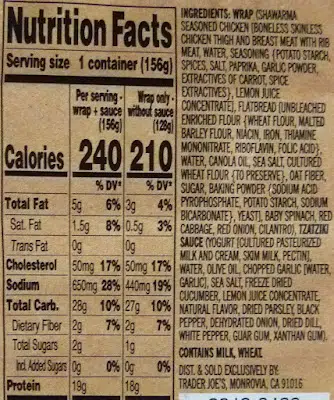 Nutrition Facts
Serving size 1 container (156g)
Per serving - wrap + sauce (156g)
Wrap only - without sauce (128g)
Calories 240 210
% DV* % DV*
Total Fat 5g 6% 3g 4%
Sat. Fat 1.5g 8% 0.5g 3%
Trans Fat 0g 0g
Cholesterol 50mg 17% 50mg 17%
Sodium 650mg 28% 440mg 19%
Total Carb. 28g 10% 27g 10%
Dietary Fiber 2g 7% 2g 7%
Total Sugars 2g 1g
Incl. Added Sugars 0g 0% 0g 0%
Protein 19g 18g
INGREDIENTS: WRAP (SHAWARMA
SEASONED CHICKEN [BONELESS SKINLESS
CHICKEN THIGH AND BREAST MEAT WITH RIB
MEAT, WATER, SEASONING {POTATO STARCH,
SPICES, SALT, PAPRIKA, GARLIC POWDER,
EXTRACTIVES OF CARROT, SPICE
EXTRACTIVES}, LEMON JUICE
CONCENTRATE], FLATBREAD [UNBLEACHED
ENRICHED FLOUR {WHEAT FLOUR, MALTED
BARLEY FLOUR, NIACIN, IRON, THIAMINE
MONONITRATE, RIBOFLAVIN, FOLIC ACID},
WATER, CANOLA OIL, SEA SALT, CULTURED
WHEAT FLOUR {TO PRESERVE}, OAT FIBER,
SUGAR, BAKING POWDER {SODIUM ACID
PYROPHOSPHATE, POTATO STARCH, SODIUM
BICARBONATE}, YEAST], BABY SPINACH, RED
CABBAGE, RED ONION, CILANTRO), TZATZIKI
SAUCE (YOGURT [CULTURED PASTEURIZED
MILK AND CREAM, SKIM MILK, PECTIN],
WATER, OLIVE OIL, CHOPPED GARLIC [WATER,
GARLIC], SEA SALT, FREEZE DRIED
CUCUMBER, LEMON JUICE CONCENTRATE,
NATURAL FLAVOR, DRIED PARSLEY, BLACK
PEPPER, DEHYDRATED ONION, DRIED DILL,
WHITE PEPPER, GUAR GUM, XANTHAN GUM).
CONTAINS MILK, WHEAT.
DIST. & SOLD EXCLUSIVELY BY:
TRADER JOE'S, MONROVIA, CA 91016